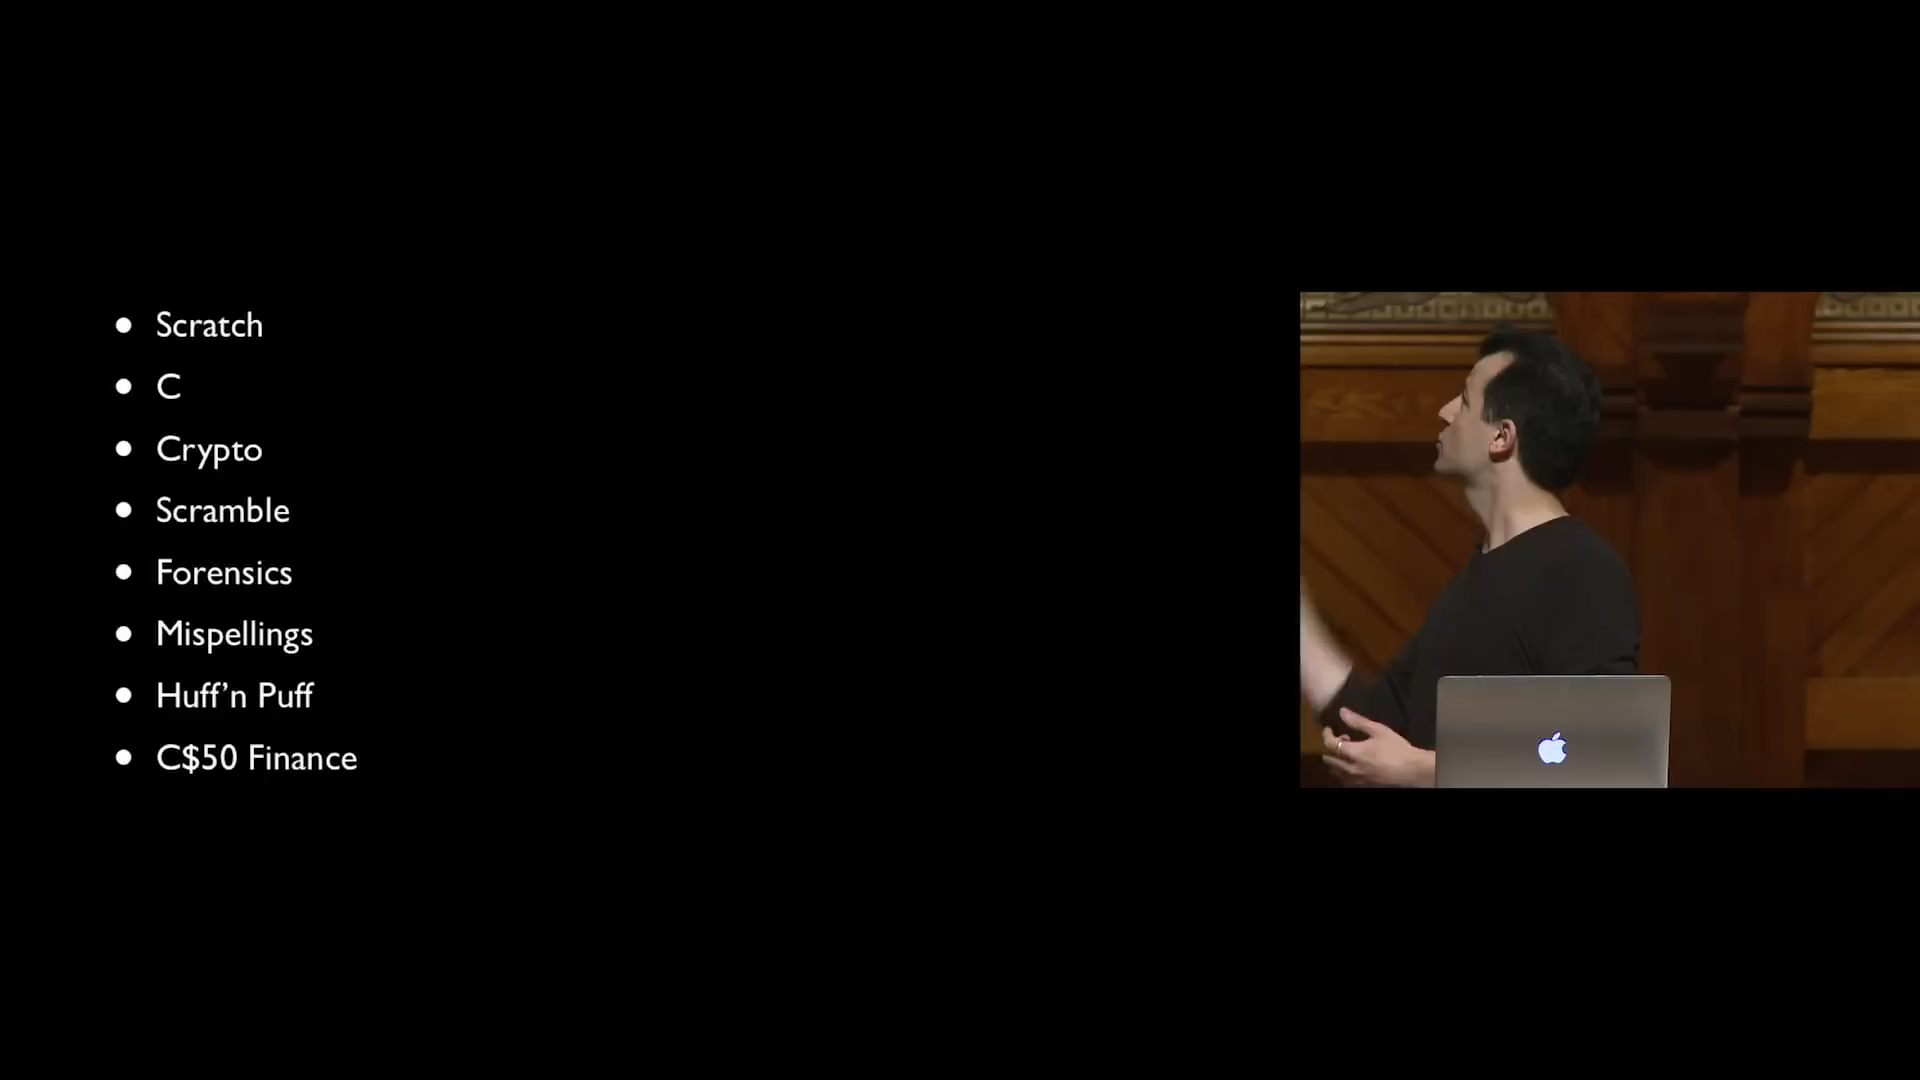 Scratch
C
Crypto
Scramble
Forensics
Mispellings
Huff’n Puff
C$50 Finance